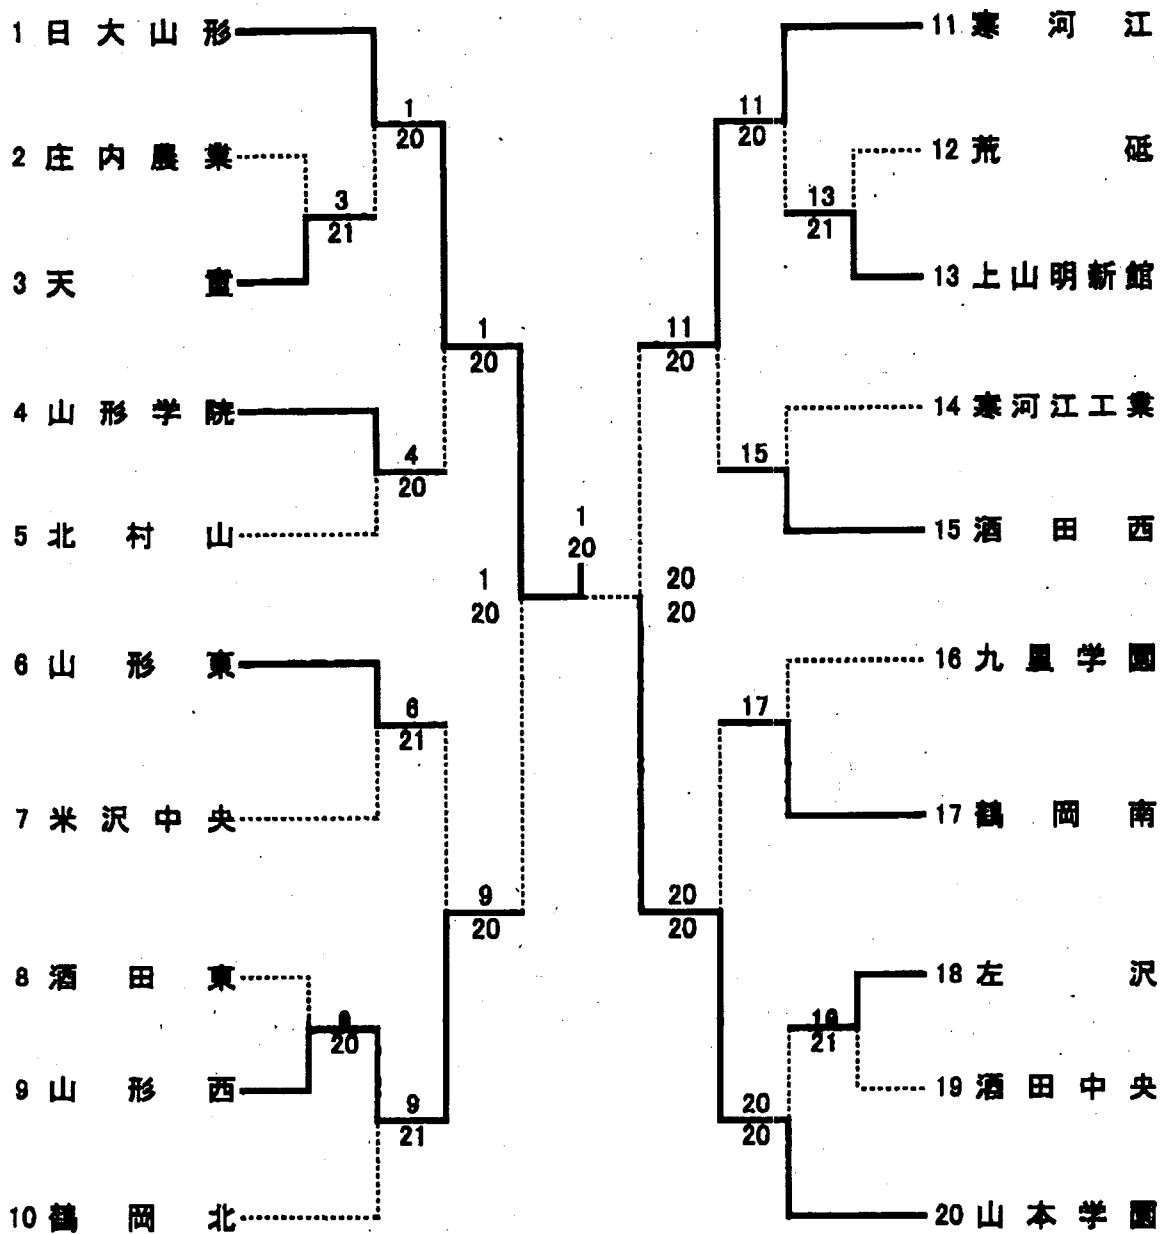 1 日大山形
11 寒河江
1
20
11
20
2 庄内農業
12 荒砥
3
21
13
21
3 天童
13 上山明新館
1
20
11
20
4 山形学院
14 寒河江工業
4
20
15
5 北村山
15 酒田西
1
20
1
20
20
20
6 山形東
16 九里学園
6
21
17
7 米沢中央
17 鶴岡南
9
20
20
20
8 酒田東
18 左沢
20
21
9 山形西
19 酒田中央
9
21
20
20
10 鶴岡北
20 山本学園